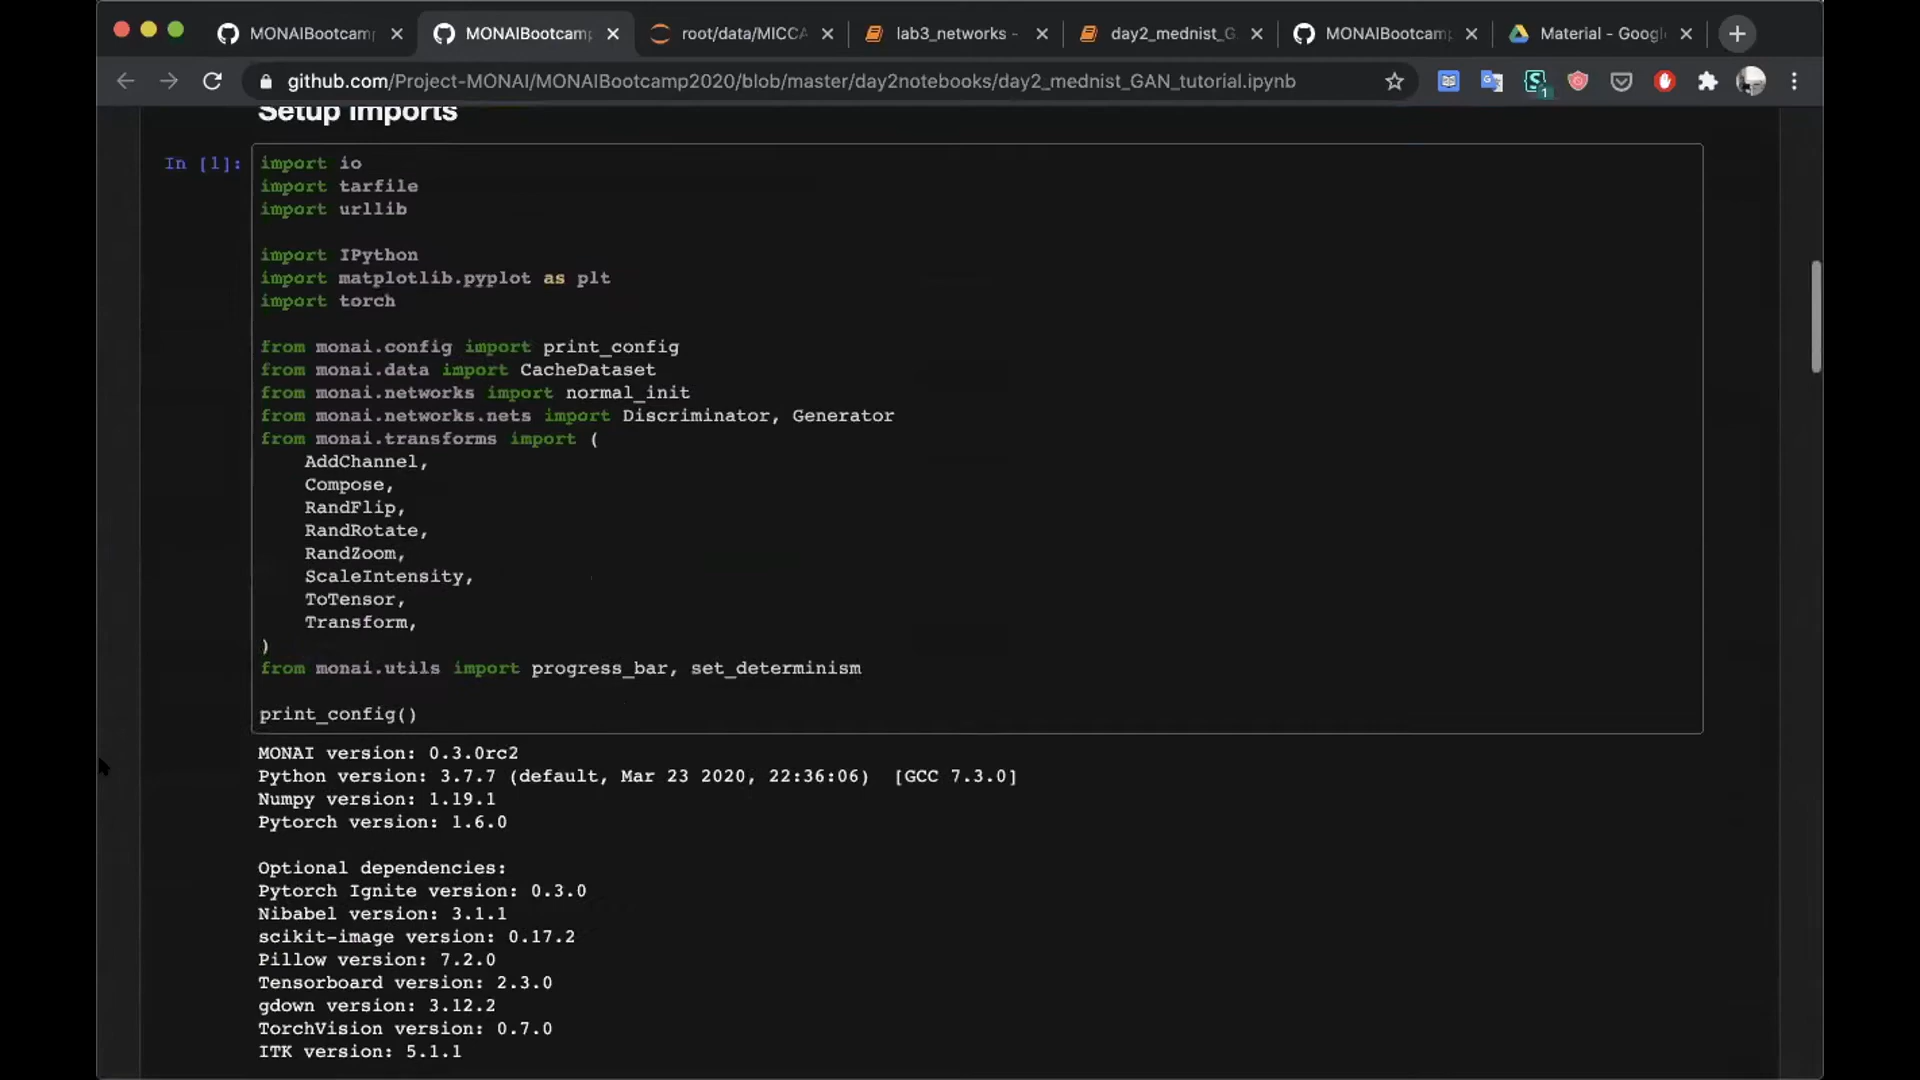 MONAIBootcamp
MONAIBootcamp
root/data/MICCA
lab3_networks -
day2_mednist_G
MONAIBootcamp
Material - Googl
github.com/Project-MONAI/MONAIBootcamp2020/blob/master/day2notebooks/day2_mednist_GAN_tutorial.ipynb
1
Setup imports
In [1]:
import io
import tarfile
import urllib
import IPython
import matplotlib.pyplot as plt
import torch
from monai.config import print_config
from monai.data import CacheDataset
from monai.networks import normal_init
from monai.networks.nets import Discriminator, Generator
from monai.transforms import (
AddChannel,
Compose,
RandFlip,
RandRotate,
RandZoom,
ScaleIntensity,
ToTensor,
Transform,
)
from monai.utils import progress_bar, set_determinism
print_config()
MONAI version: 0.3.0rc2
Python version: 3.7.7 (default, Mar 23 2020, 22:36:06)  [GCC 7.3.0]
Numpy version: 1.19.1
Pytorch version: 1.6.0
Optional dependencies:
Pytorch Ignite version: 0.3.0
Nibabel version: 3.1.1
scikit-image version: 0.17.2
Pillow version: 7.2.0
Tensorboard version: 2.3.0
gdown version: 3.12.2
TorchVision version: 0.7.0
ITK version: 5.1.1